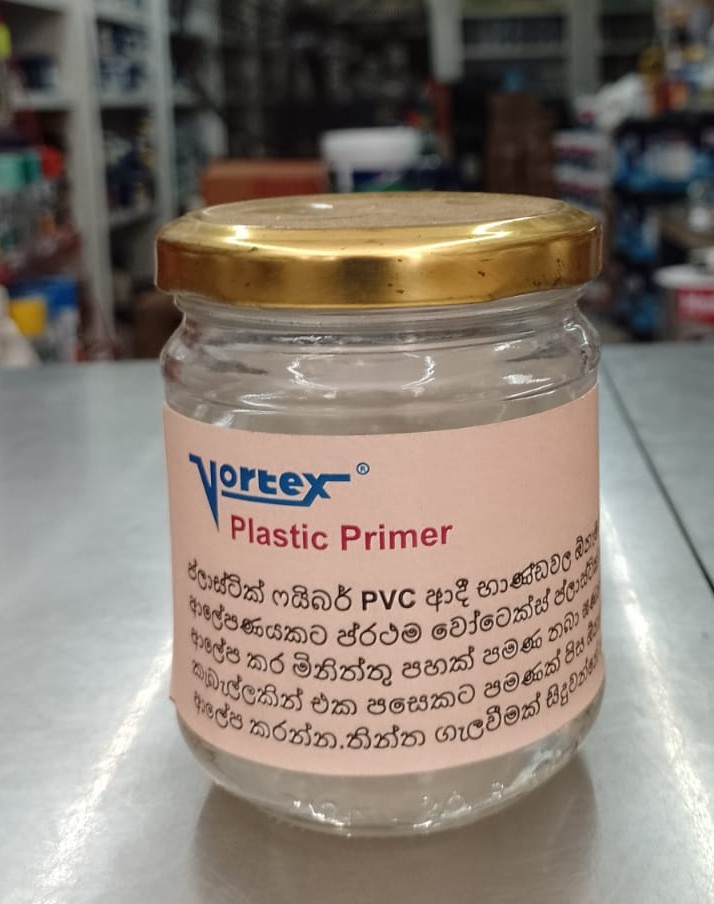 Vortex ®
Plastic Primer
ප්ලාස්ටික් ෆයිබර් PVC ආදී භාණ්ඩවල
ආලේපණයකට ප්රථම වෝටෙක්ස්
ආලේප කර මිනිත්තු පහක් පමණ තබා
කැබැල්ලකින් එක පසෙකට පමණක් පිස
ආලේප කරන්න.තින්ත ගැලවීමක්